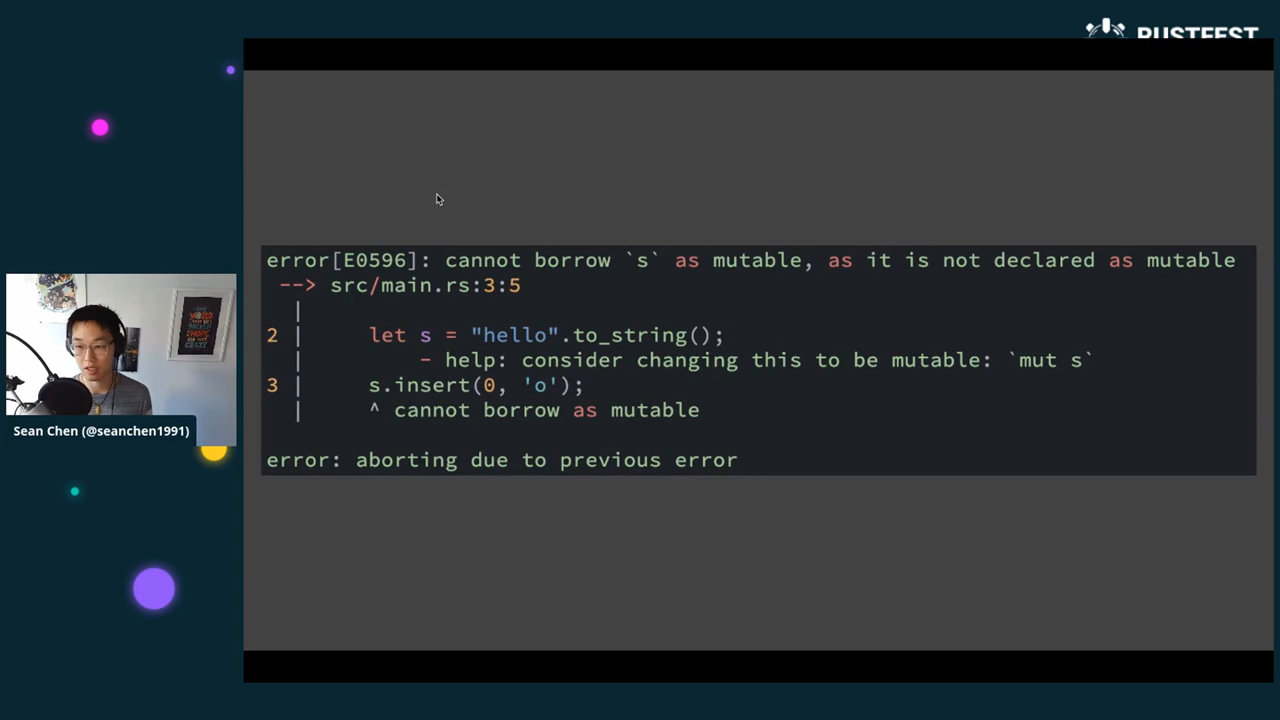 RUSTFEST
error[E0596]: cannot borrow `s` as mutable, as it is not declared as mutable
 --> src/main.rs:3:5
  |
2 |     let s = "hello".to_string();
  |         - help: consider changing this to be mutable: `mut s`
3 |     s.insert(0, 'o');
  |     ^ cannot borrow as mutable
error: aborting due to previous error
Sean Chen (@seanchen1991)